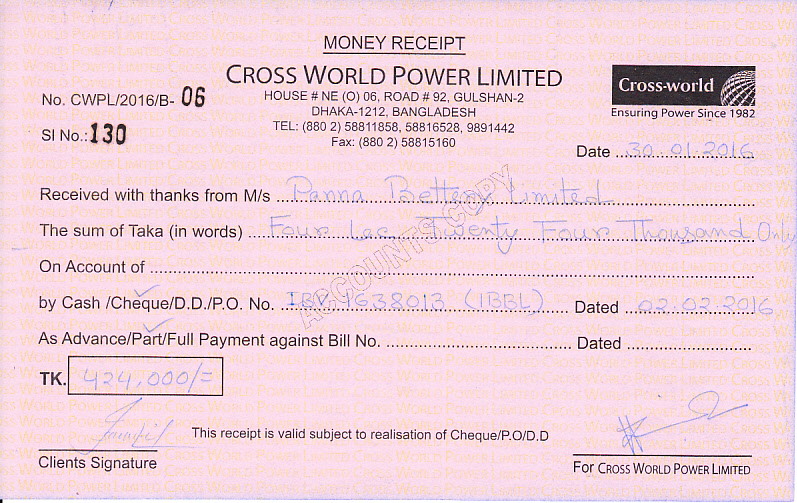 MONEY RECEIPT
CROSS WORLD POWER LIMITED
HOUSE # NE (O) 06, ROAD # 92, GULSHAN-2
DHAKA-1212, BANGLADESH
TEL: (880 2) 58811858, 58816528, 9891442
Fax: (880 2) 58815160
No. CWPL/2016/B- 06
Sl No.: 130
Cross-world
Ensuring Power Since 1982
Date 30.01.2016
Received with thanks from M/s Panna Bettery Limited
The sum of Taka (in words) Four Lac Twenty Four Thousand Only
On Account of
by Cash /Cheque/D.D./P.O. No. IBV 1638013 (IBBL) Dated 02.02.2016
As Advance/Part/Full Payment against Bill No. Dated
TK. 424,000/=
ACCOUNTS COPY
This receipt is valid subject to realisation of Cheque/P.O/D.D
Clients Signature
For CROSS WORLD POWER LIMITED